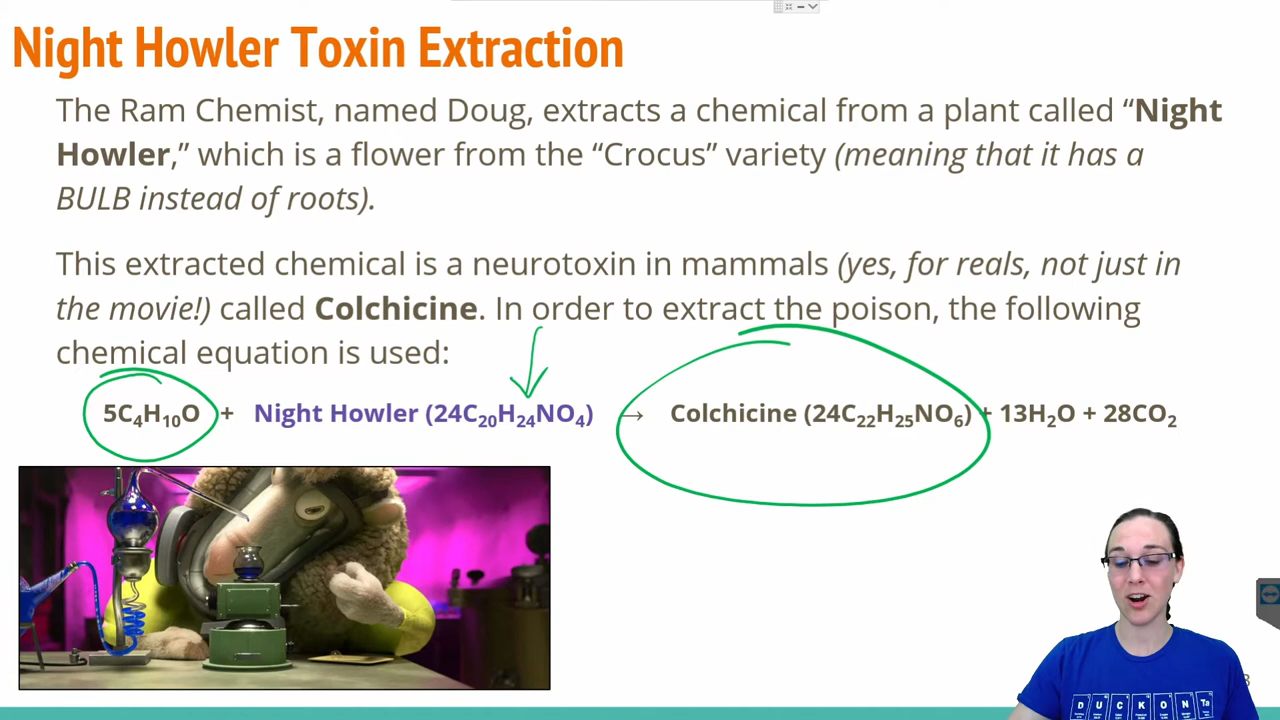 Night Howler Toxin Extraction
The Ram Chemist, named Doug, extracts a chemical from a plant called “Night
Howler,” which is a flower from the “Crocus” variety (meaning that it has a
BULB instead of roots).
This extracted chemical is a neurotoxin in mammals (yes, for reals, not just in
the movie!) called Colchicine. In order to extract the poison, the following
chemical equation is used:
5C₄H₁₀O + Night Howler (24C₂₀H₂₄NO₄) → Colchicine (24C₂₂H₂₅NO₆) + 13H₂O + 28CO₂
D U C K O N Ta
3